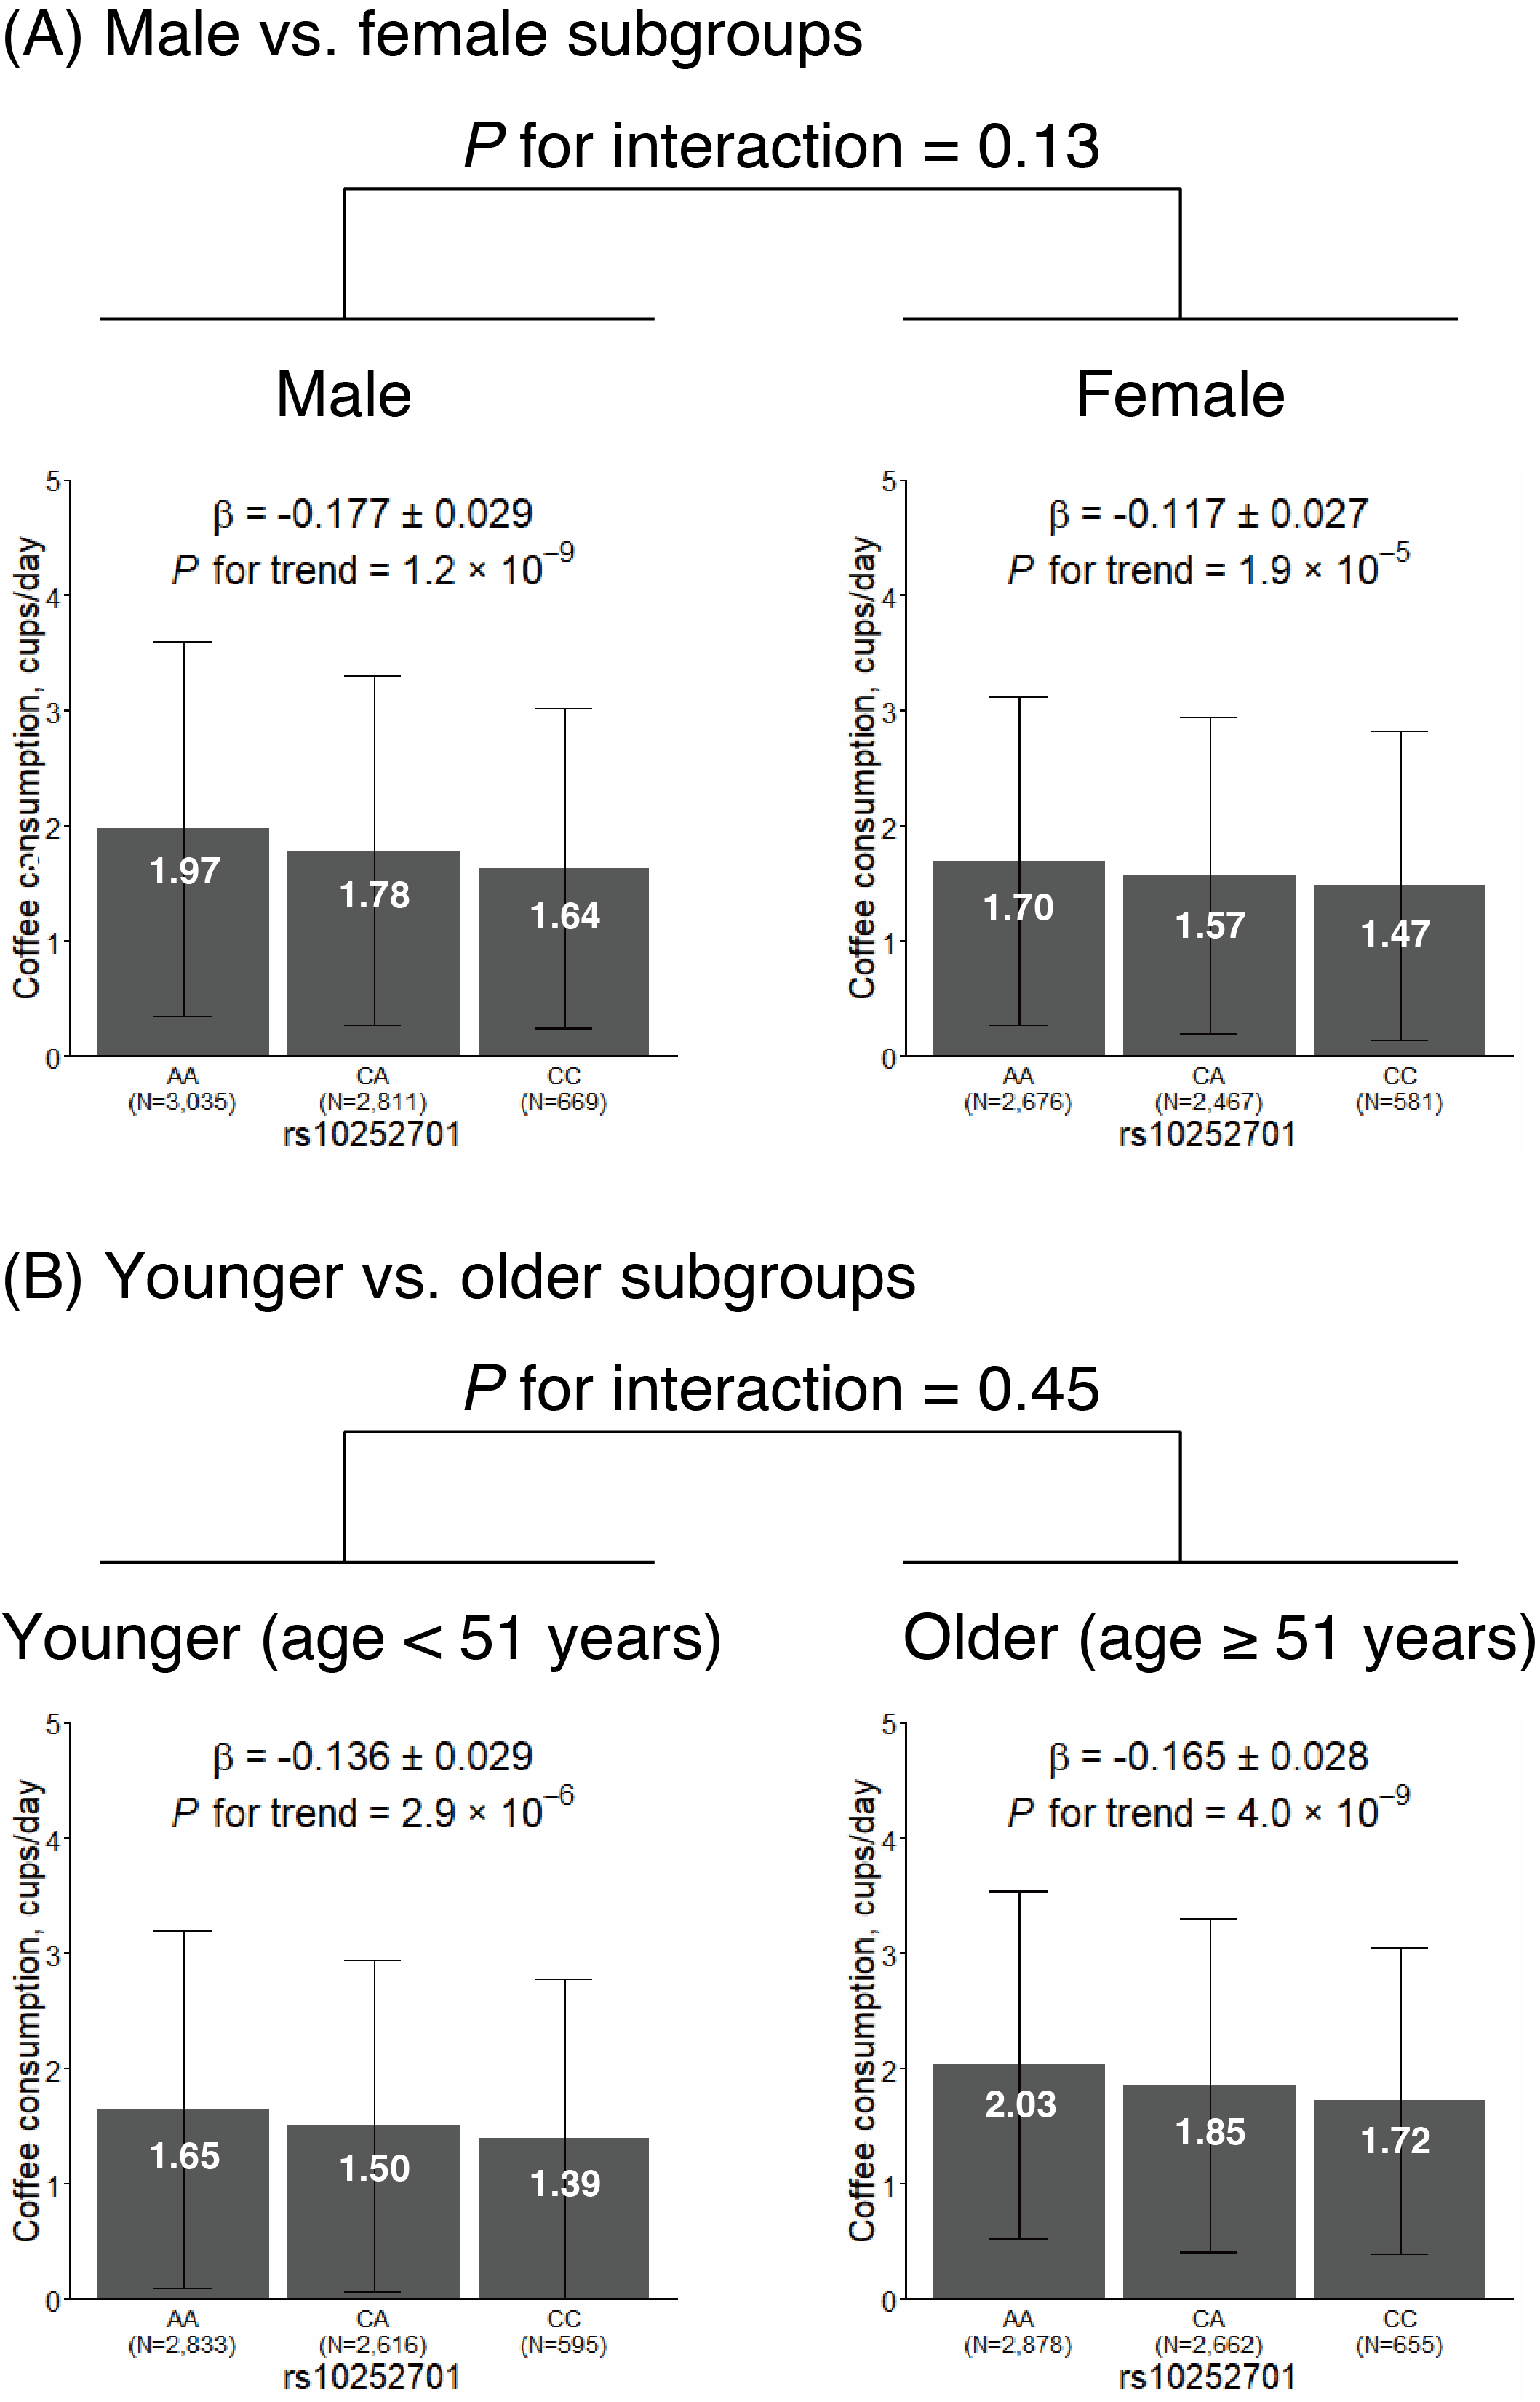 (A) Male vs. female subgroups
P for interaction = 0.13
Male
Female
β = -0.177 ± 0.029
P for trend = 1.2 × 10⁻⁹
Coffee consumption, cups/day
5
4
3
2
1
0
1.97
1.78
1.64
AA
CA
CC
(N=3,035)
(N=2,811)
(N=669)
rs10252701
β = -0.117 ± 0.027
P for trend = 1.9 × 10⁻⁵
Coffee consumption, cups/day
5
4
3
2
1
0
1.70
1.57
1.47
AA
CA
CC
(N=2,676)
(N=2,467)
(N=581)
rs10252701
(B) Younger vs. older subgroups
P for interaction = 0.45
Younger (age < 51 years)
Older (age ≥ 51 years)
β = -0.136 ± 0.029
P for trend = 2.9 × 10⁻⁶
Coffee consumption, cups/day
5
4
3
2
1
0
1.65
1.50
1.39
AA
CA
CC
(N=2,833)
(N=2,616)
(N=595)
rs10252701
β = -0.165 ± 0.028
P for trend = 4.0 × 10⁻⁹
Coffee consumption, cups/day
5
4
3
2
1
0
2.03
1.85
1.72
AA
CA
CC
(N=2,878)
(N=2,662)
(N=655)
rs10252701